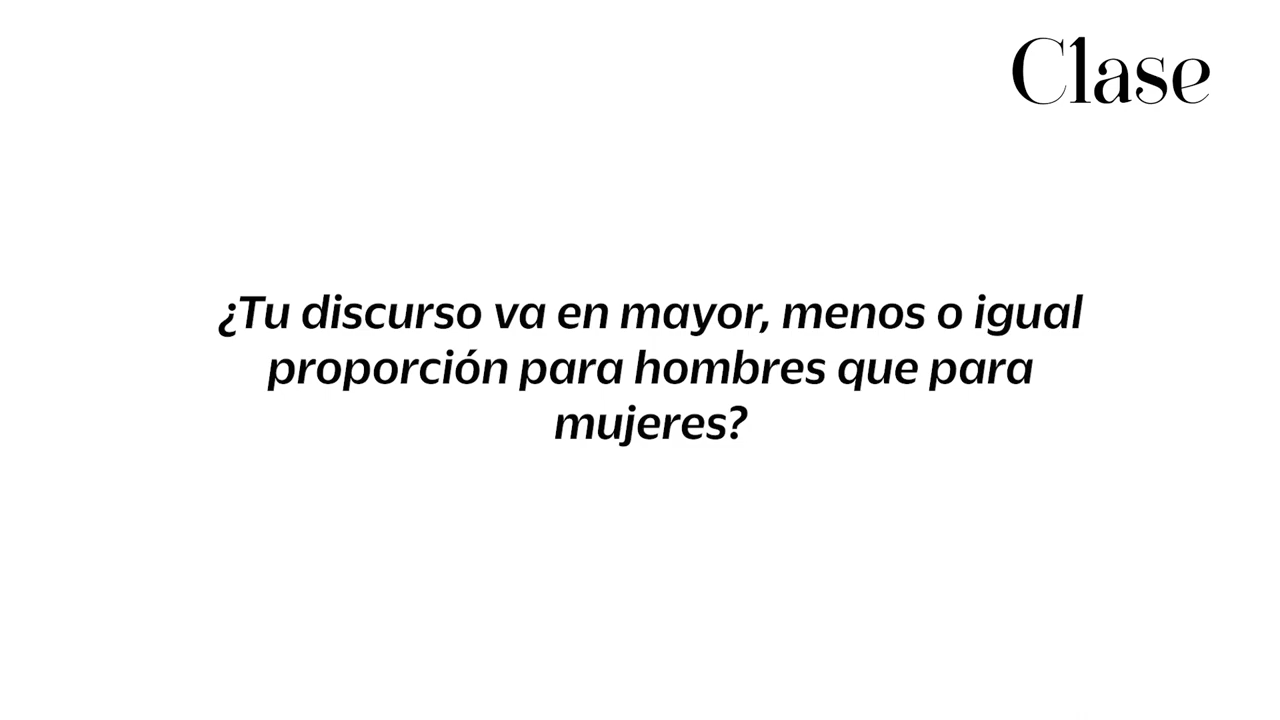 Clase
¿Tu discurso va en mayor, menos o igual
proporción para hombres que para
mujeres?